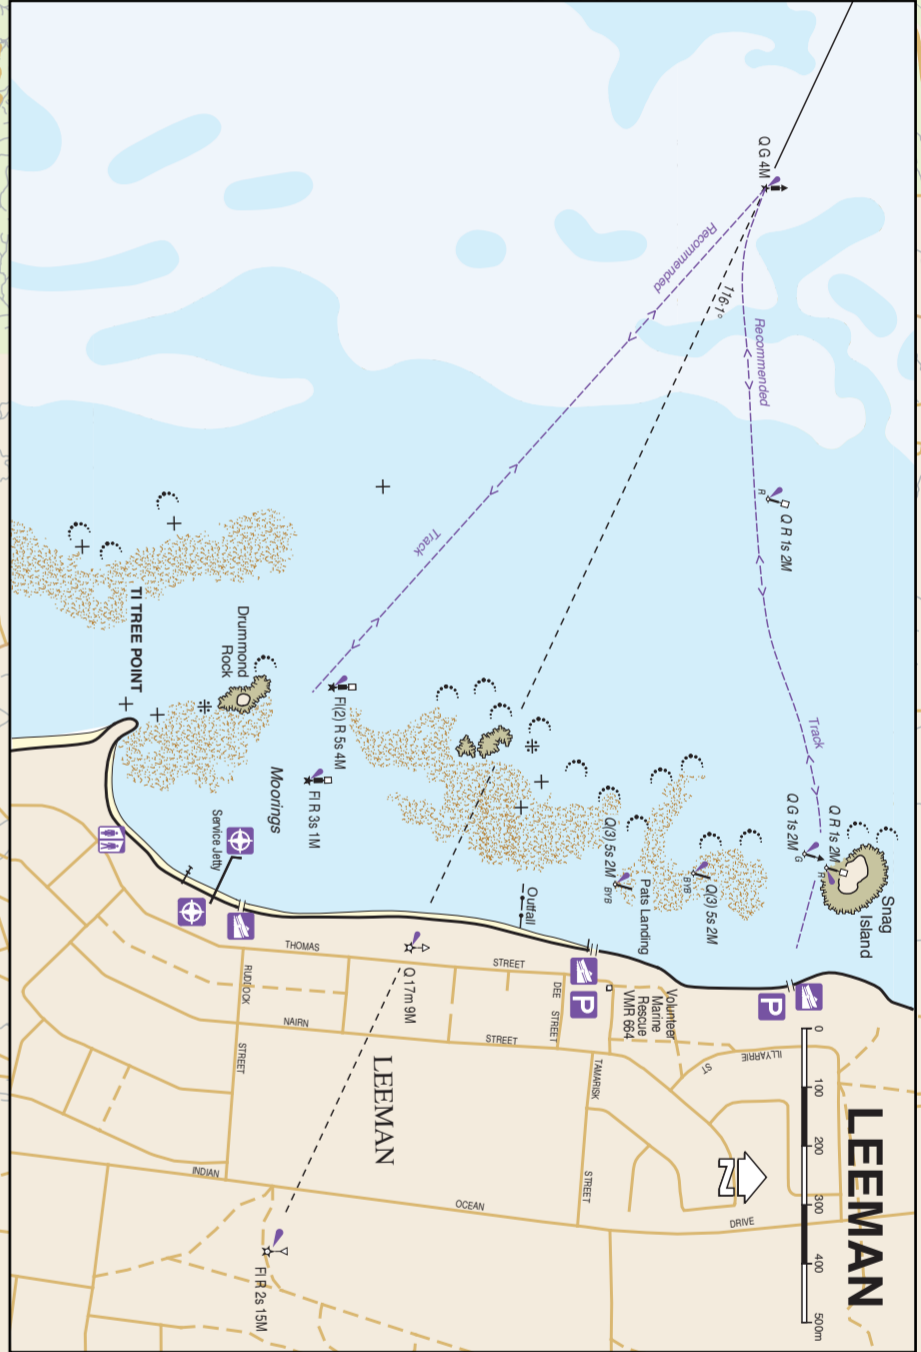 LEEMAN
0 100 200 300 400 500m
N
Q G 4M
Recommended
Track
116·1°
Recommended
Track
Q R 1s 2M
R
Q G 1s 2M
G
Q R 1s 2M
R
Snag
Island
Q(3) 5s 2M
BYB
Q(3) 5s 2M
BYB
Pats Landing
Outfall
Volunteer
Marine
Rescue
VMR 664
P
P
Fl(2) R 5s 4M
Fl R 3s 1M
Moorings
Drummond
Rock
TI TREE POINT
Service Jetty
Q 17m 9M
LEEMAN
Fl R 2s 15M
THOMAS
STREET
RUDDOCK
STREET
NAIRN
STREET
DEE
STREET
TAMARISK
STREET
ILLYARRIE
ST
INDIAN
OCEAN
DRIVE